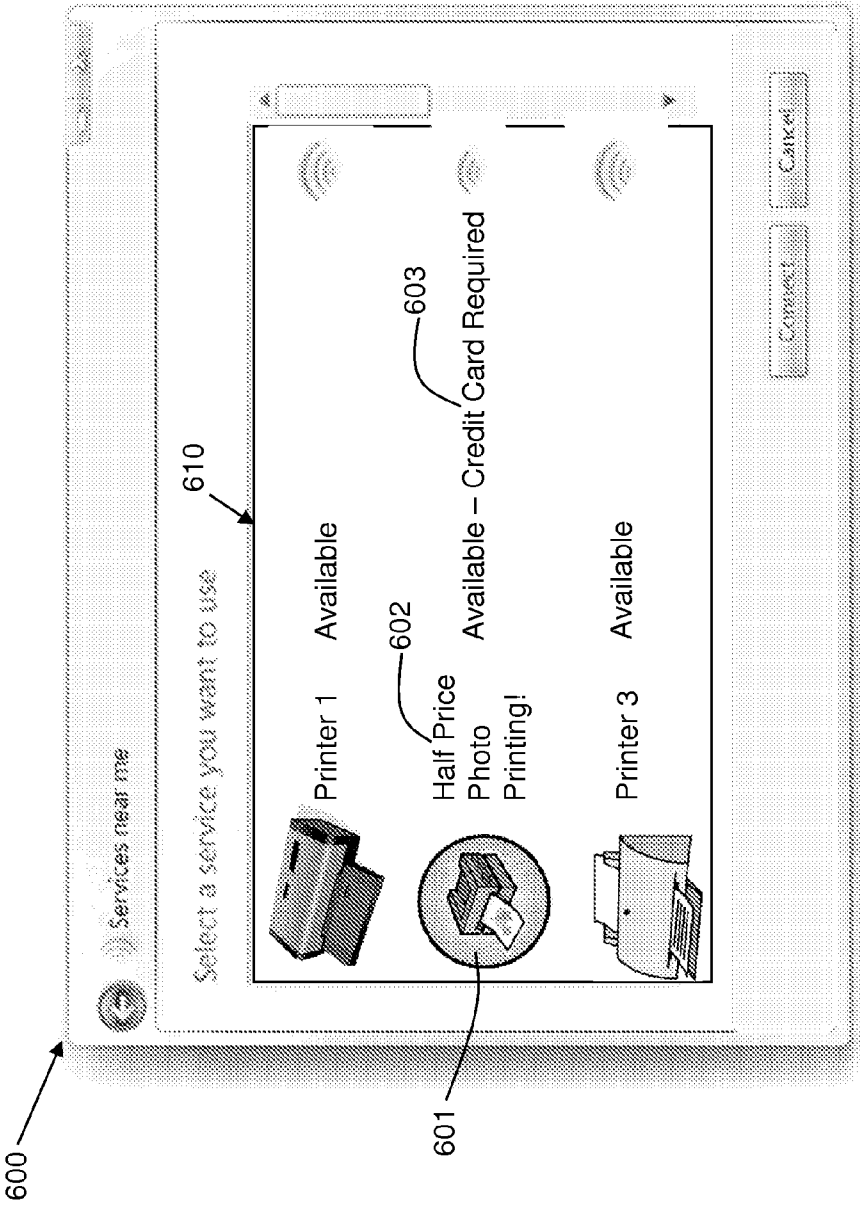 600
Services near me
Select a service you want to use
610
Printer 1 Available
602
603
Half Price
Photo
Printing!
Available – Credit Card Required
601
Printer 3 Available
Connect
Cancel